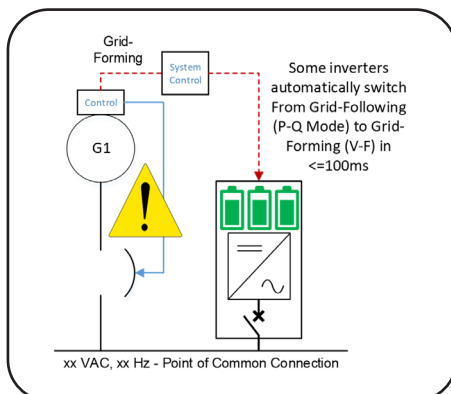 Grid-
Forming
System
Control
Control
G1
Some inverters
automatically switch
From Grid-Following
(P-Q Mode) to Grid-
Forming (V-F) in
<=100ms
!
xx VAC, xx Hz - Point of Common Connection